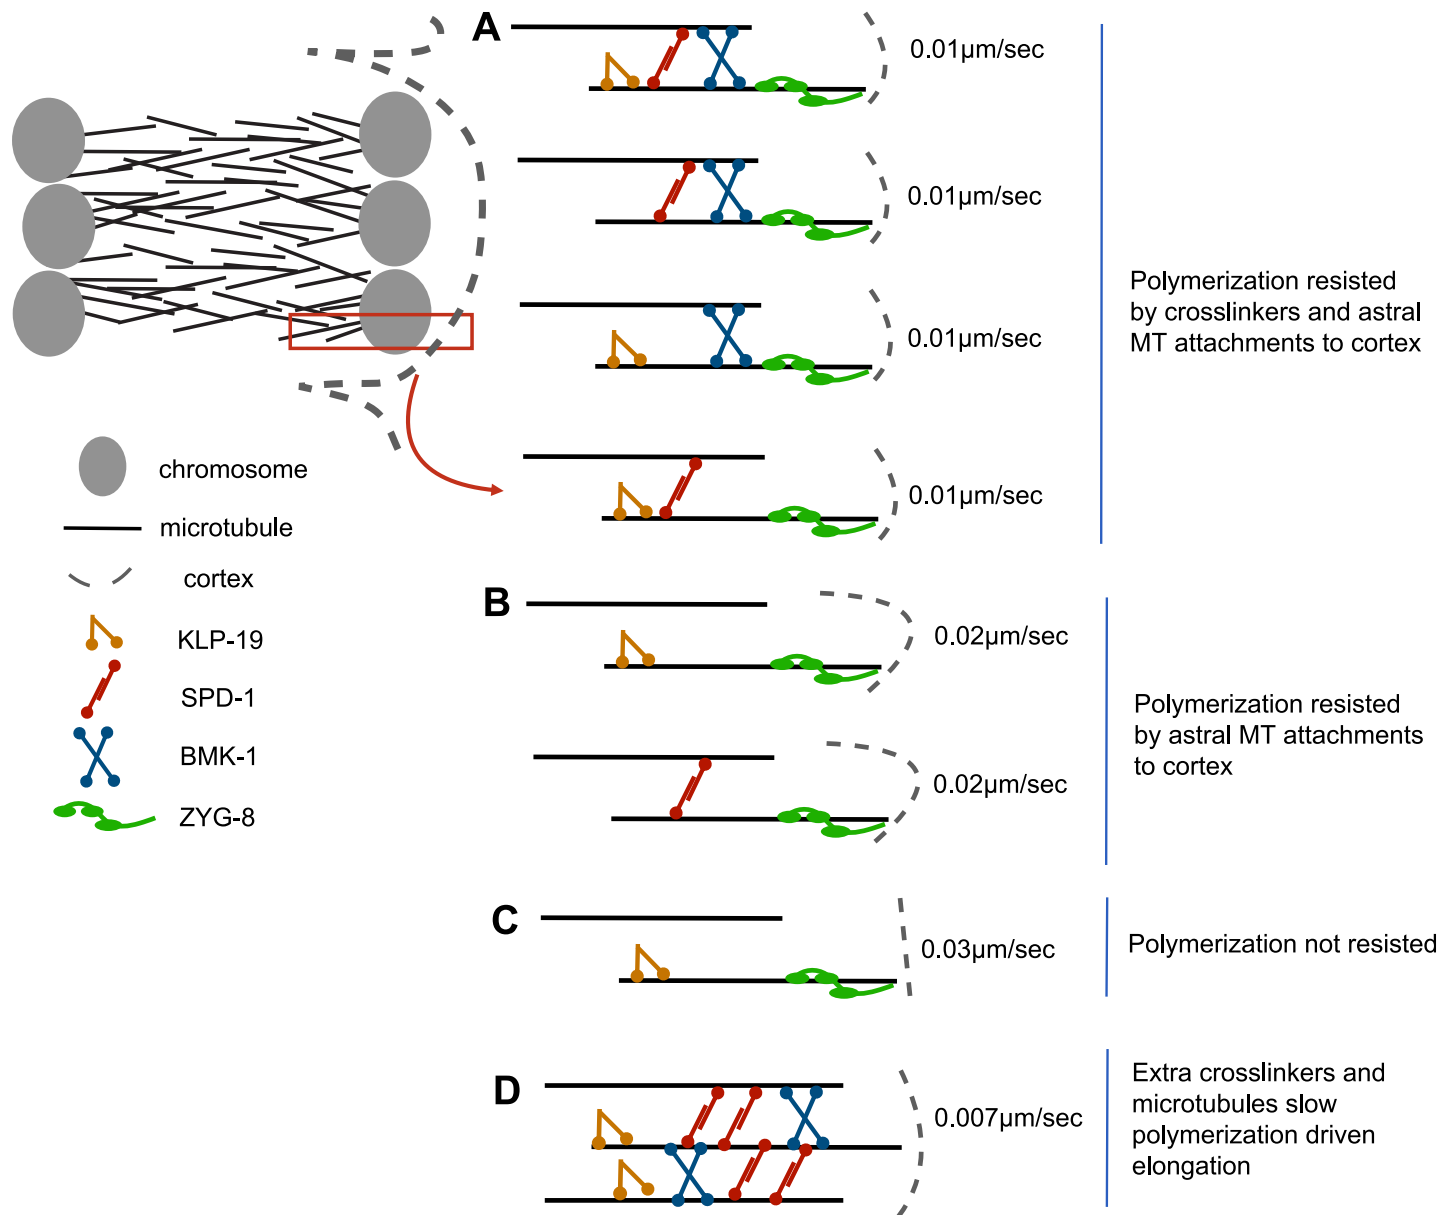 A
0.01µm/sec
0.01µm/sec
0.01µm/sec
0.01µm/sec
Polymerization resisted
by crosslinkers and astral
MT attachments to cortex
chromosome
microtubule
cortex
KLP-19
SPD-1
BMK-1
ZYG-8
B
0.02µm/sec
0.02µm/sec
Polymerization resisted
by astral MT attachments
to cortex
C
0.03µm/sec
Polymerization not resisted
D
0.007µm/sec
Extra crosslinkers and
microtubules slow
polymerization driven
elongation